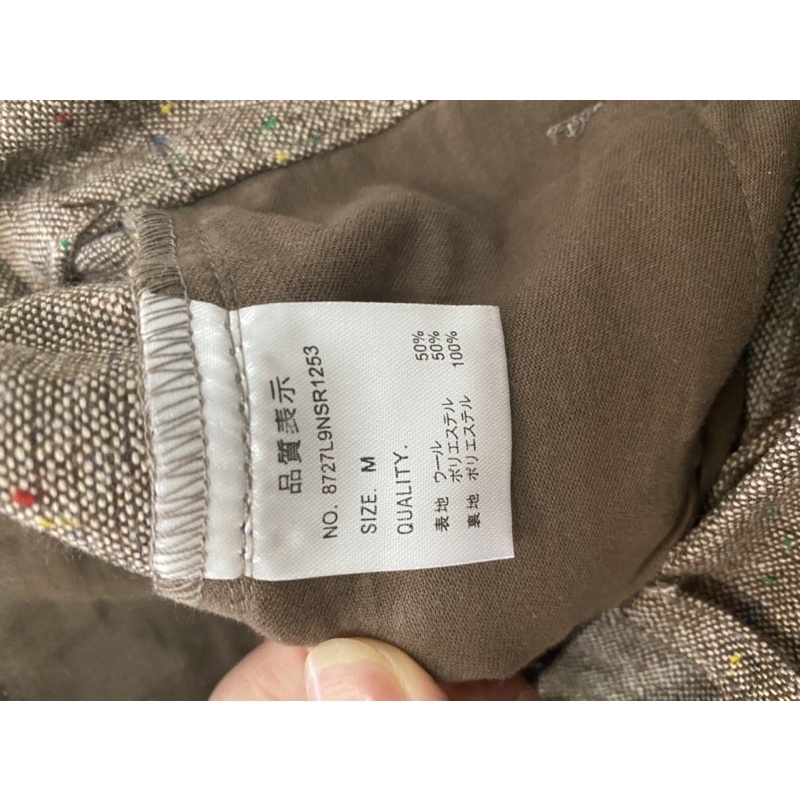 品質表示
NO. 8727L9NSR1253
SIZE. M
QUALITY.
表地 ウール 50%
ポリエステル 50%
裏地 ポリエステル 100%